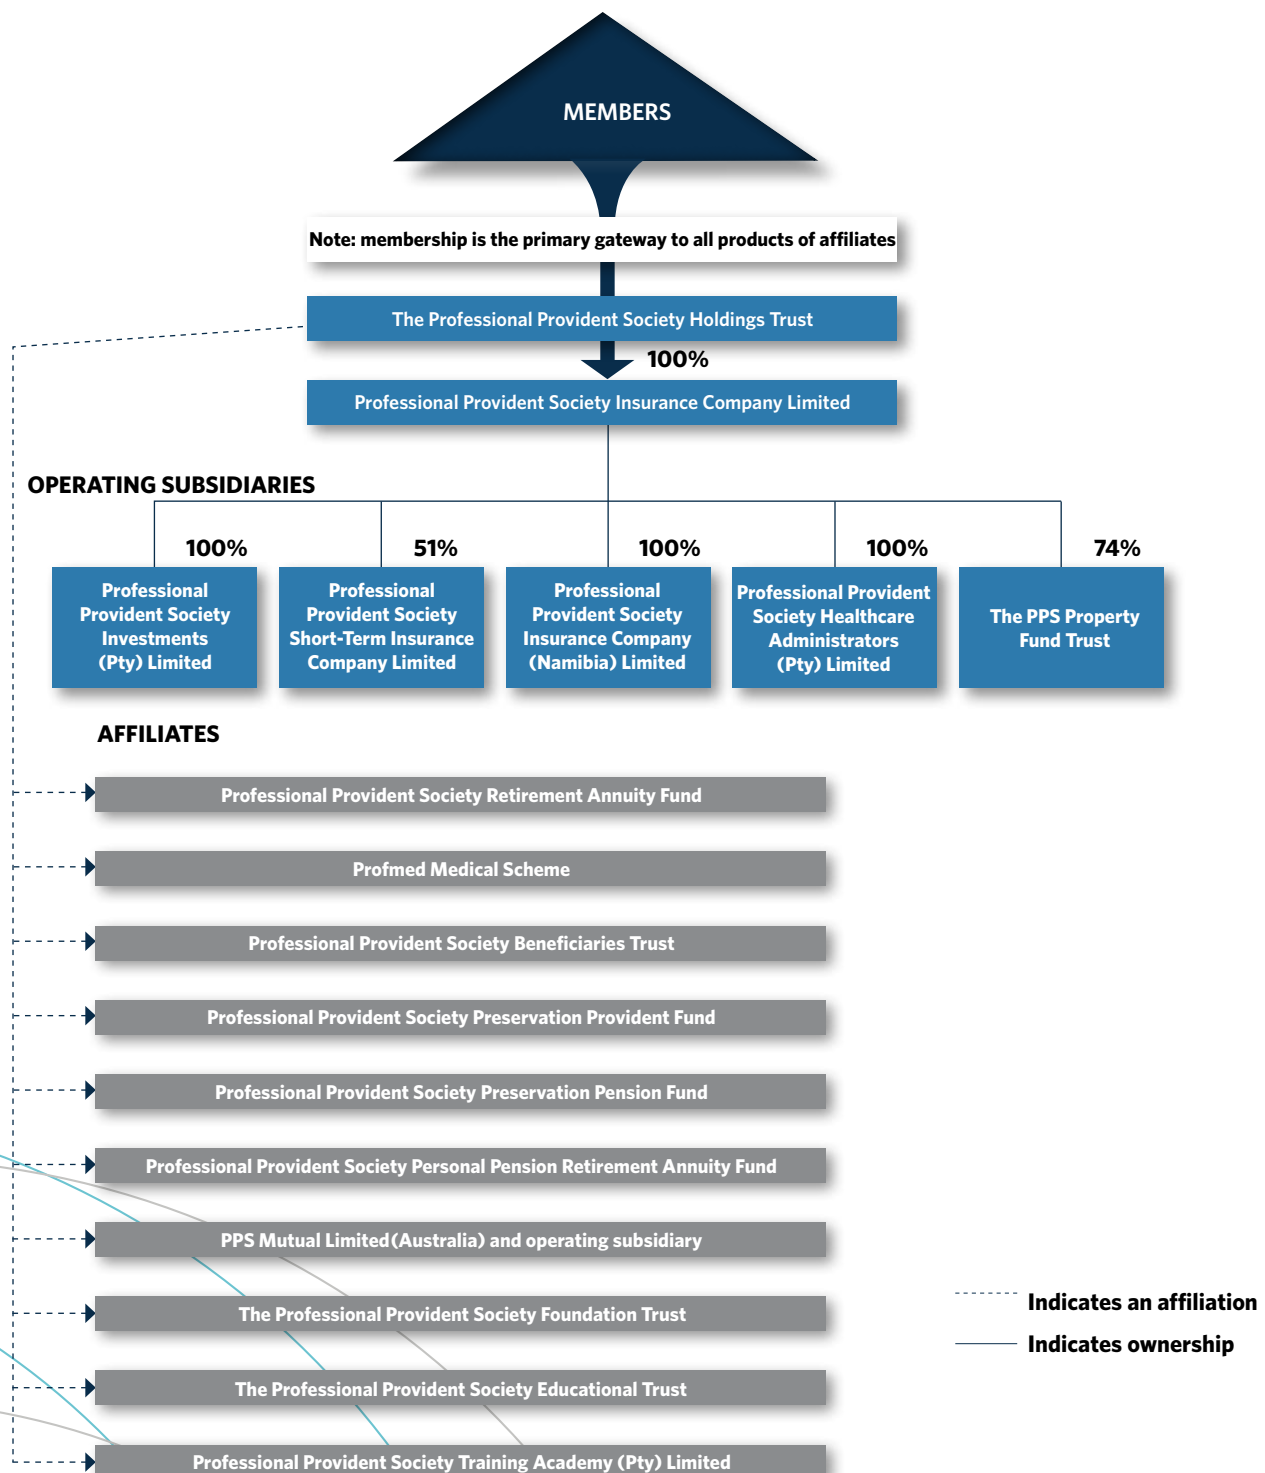 MEMBERS
Note: membership is the primary gateway to all products of affiliates
The Professional Provident Society Holdings Trust
100%
Professional Provident Society Insurance Company Limited
OPERATING SUBSIDIARIES
100%
51%
100%
100%
74%
Professional
Provident Society
Investments
(Pty) Limited
Professional
Provident Society
Short-Term Insurance
Company Limited
Professional
Provident Society
Insurance Company
(Namibia) Limited
Professional Provident
Society Healthcare
Administrators
(Pty) Limited
The PPS Property
Fund Trust
AFFILIATES
Professional Provident Society Retirement Annuity Fund
Profmed Medical Scheme
Professional Provident Society Beneficiaries Trust
Professional Provident Society Preservation Provident Fund
Professional Provident Society Preservation Pension Fund
Professional Provident Society Personal Pension Retirement Annuity Fund
PPS Mutual Limited (Australia) and operating subsidiary
The Professional Provident Society Foundation Trust
The Professional Provident Society Educational Trust
Professional Provident Society Training Academy (Pty) Limited
Indicates an affiliation
Indicates ownership